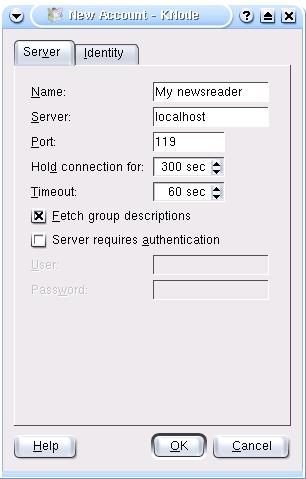 New Account - KNode
Server Identity
Name: My newsreader
Server: localhost
Port: 119
Hold connection for: 300 sec
Timeout: 60 sec
Fetch group descriptions
Server requires authentication
User:
Password:
Help OK Cancel